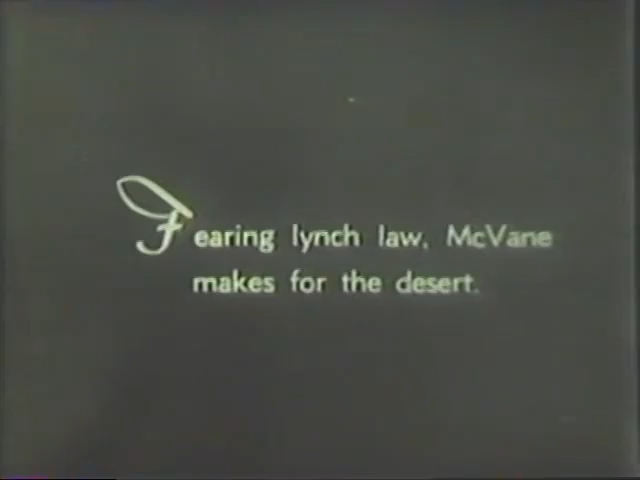 Fearing lynch law, McVane
makes for the desert.